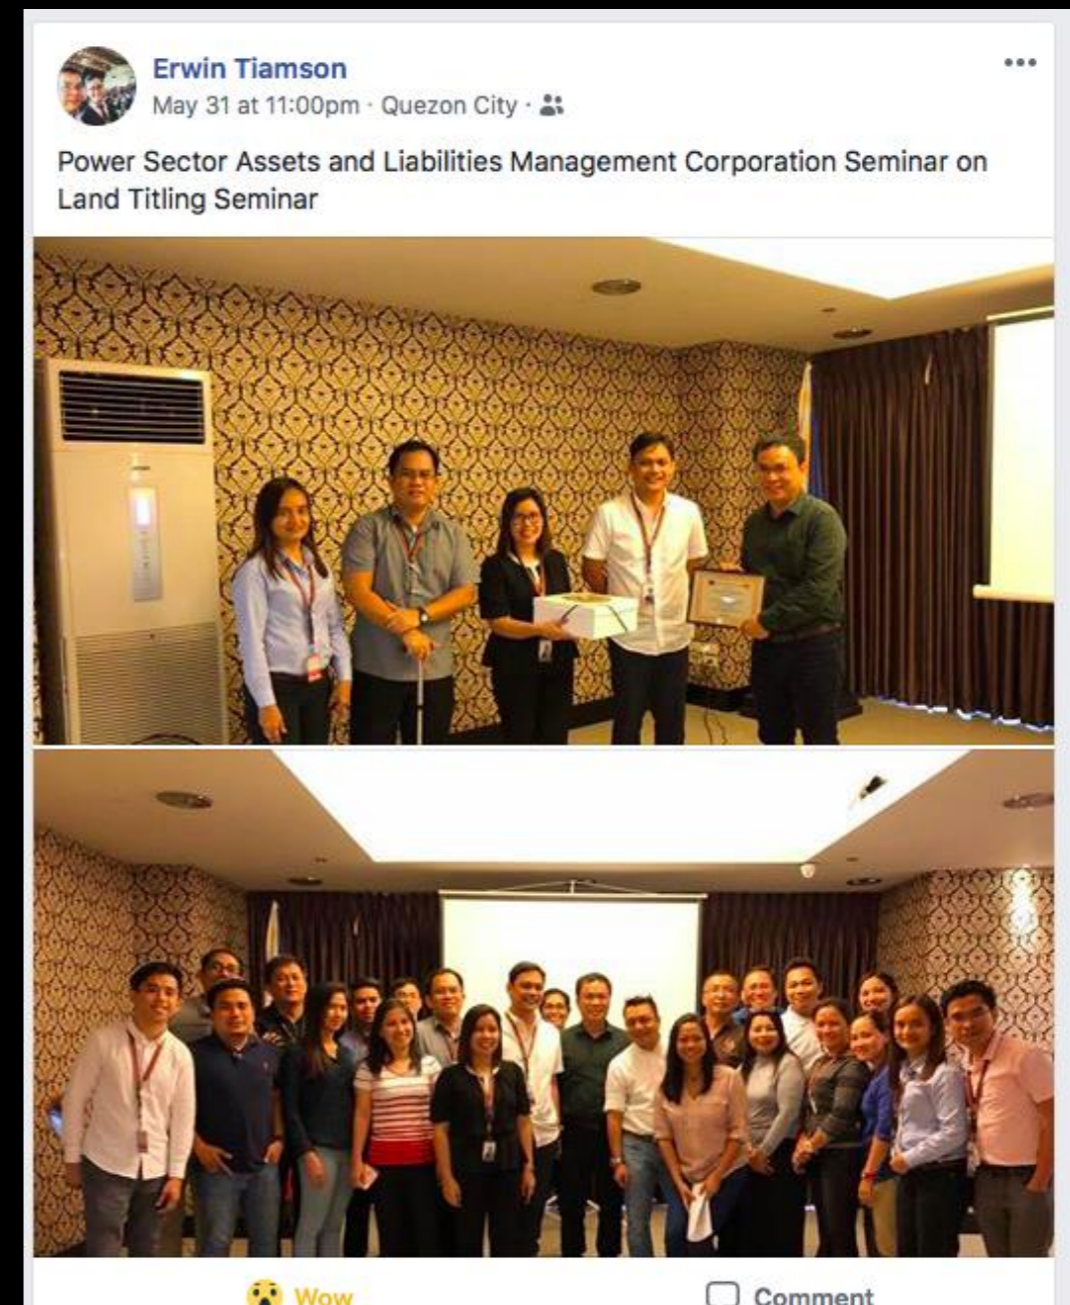 Erwin Tiamson
May 31 at 11:00pm · Quezon City ·
Power Sector Assets and Liabilities Management Corporation Seminar on
Land Titling Seminar
Wow
Comment